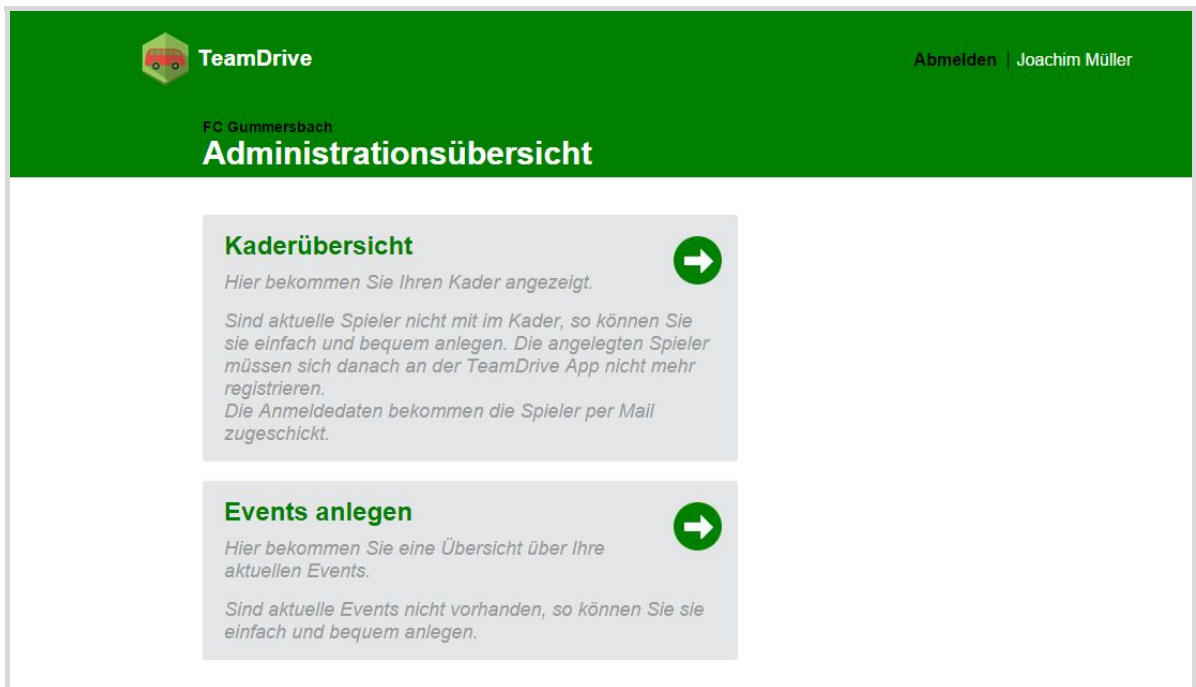 TeamDrive
Abmelden | Joachim Müller
FC Gummersbach
Administrationsübersicht
Kaderübersicht
Hier bekommen Sie Ihren Kader angezeigt.
Sind aktuelle Spieler nicht mit im Kader, so können Sie
sie einfach und bequem anlegen. Die angelegten Spieler
müssen sich danach an der TeamDrive App nicht mehr
registrieren.
Die Anmeldedaten bekommen die Spieler per Mail
zugeschickt.
Events anlegen
Hier bekommen Sie eine Übersicht über Ihre
aktuellen Events.
Sind aktuelle Events nicht vorhanden, so können Sie sie
einfach und bequem anlegen.